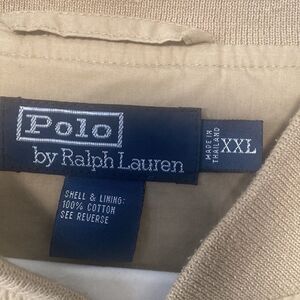 Polo
by Ralph Lauren
MADE IN
THAILAND
XXL
SHELL & LINING:
100% COTTON
SEE REVERSE